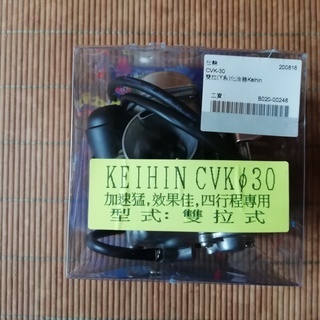 200818
CVK-30
B020-00246
KEIHIN CVKφ30
加速猛,效果佳,四行程專用
型式:雙拉式